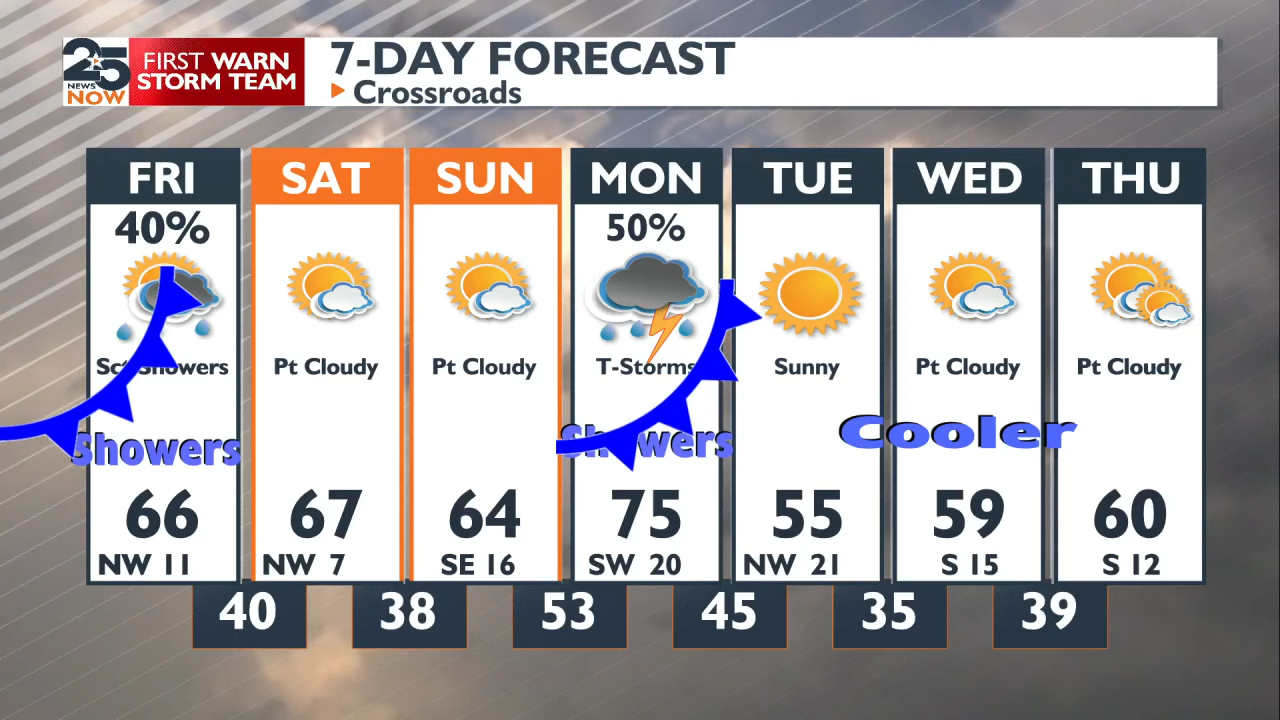 25
NEWS
NOW
FIRST WARN
STORM TEAM
7-DAY FORECAST
Crossroads
FRI SAT SUN MON TUE WED THU
40% 50%
Sct Showers Pt Cloudy Pt Cloudy T-Storms Sunny Pt Cloudy Pt Cloudy
Showers Showers Cooler
66 67 64 75 55 59 60
NW 11 NW 7 SE 16 SW 20 NW 21 S 15 S 12
40 38 53 45 35 39